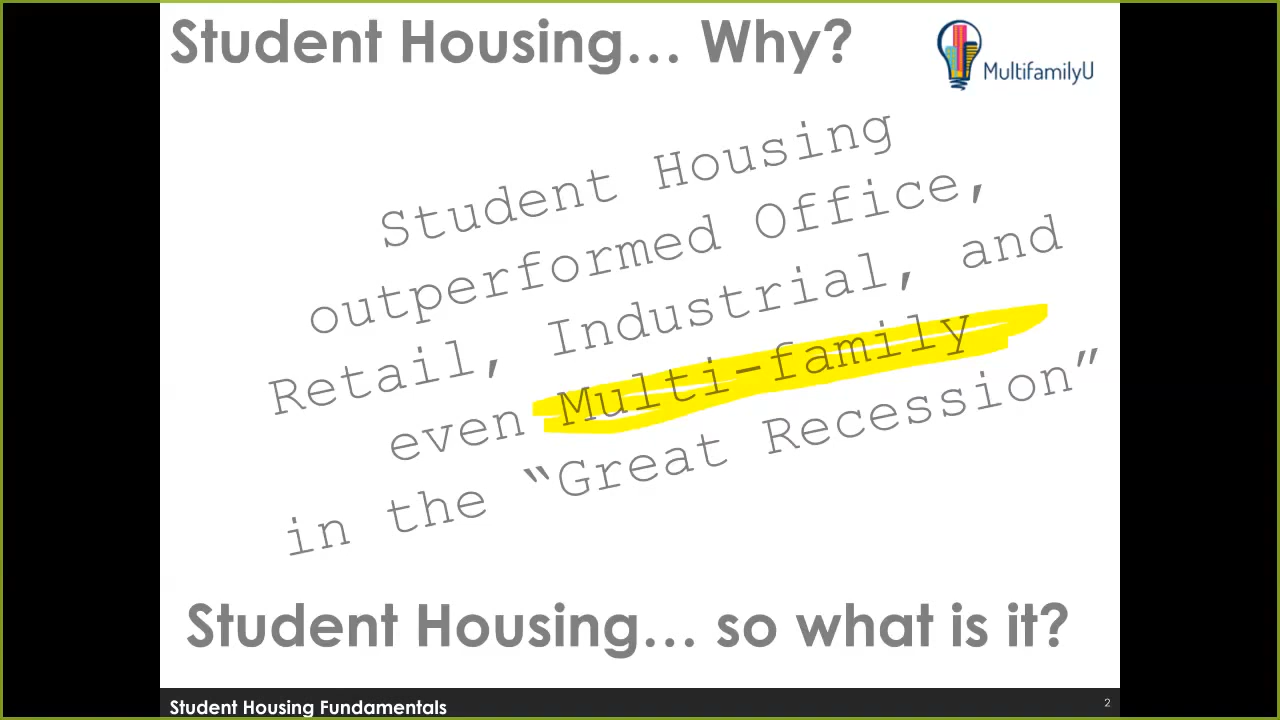 Student Housing... Why?
MultifamilyU
Student Housing
outperformed Office,
Retail, Industrial, and
even Multi-family
in the “Great Recession”
Student Housing... so what is it?
Student Housing Fundamentals
2